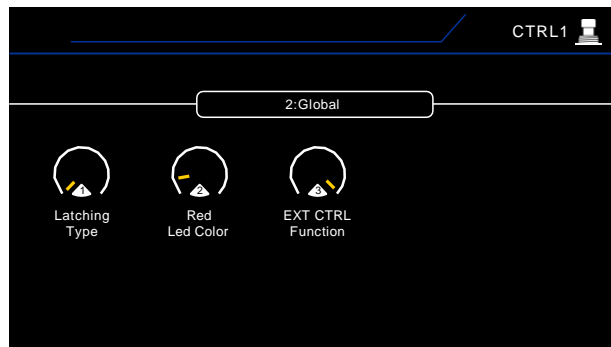 CTRL1
2:Global
1
2
3
Latching
Type
Red
Led Color
EXT CTRL
Function